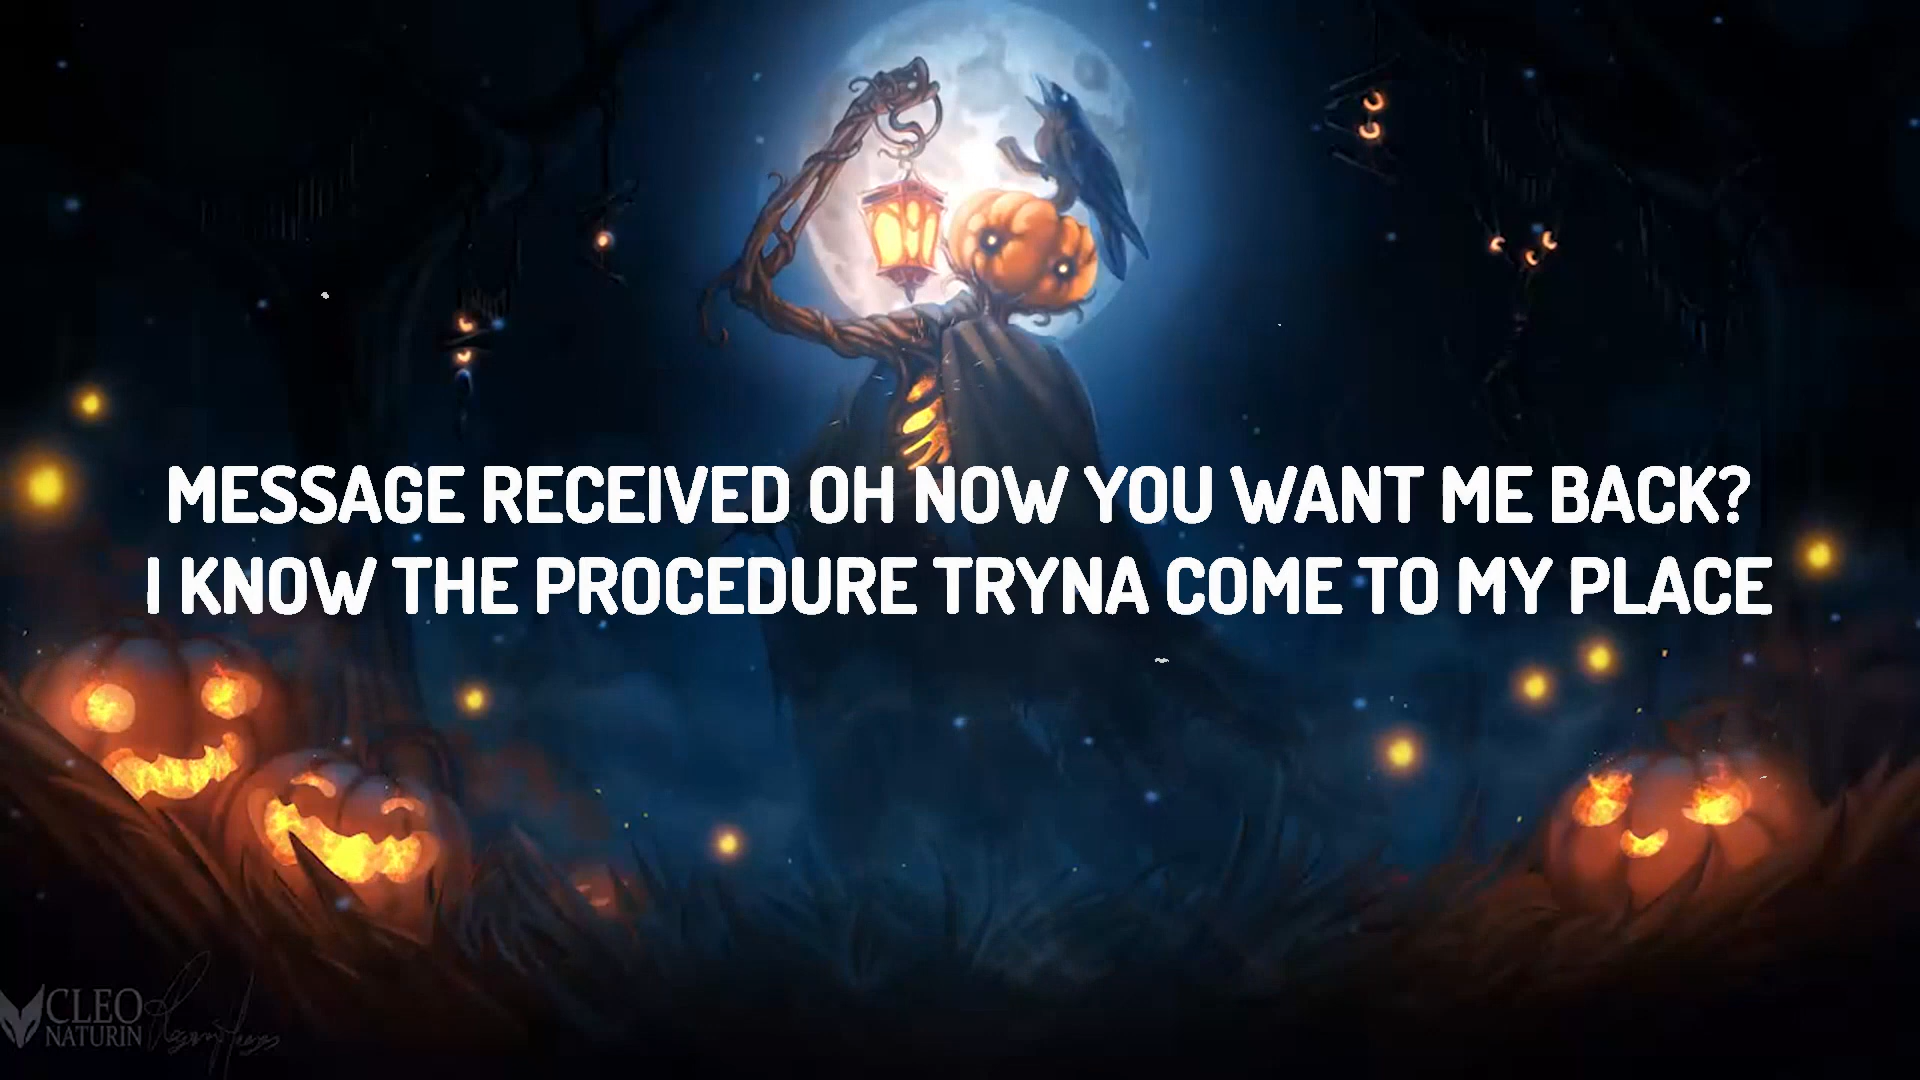 MESSAGE RECEIVED OH NOW YOU WANT ME BACK?
I KNOW THE PROCEDURE TRYNA COME TO MY PLACE
CLEO
NATURIN